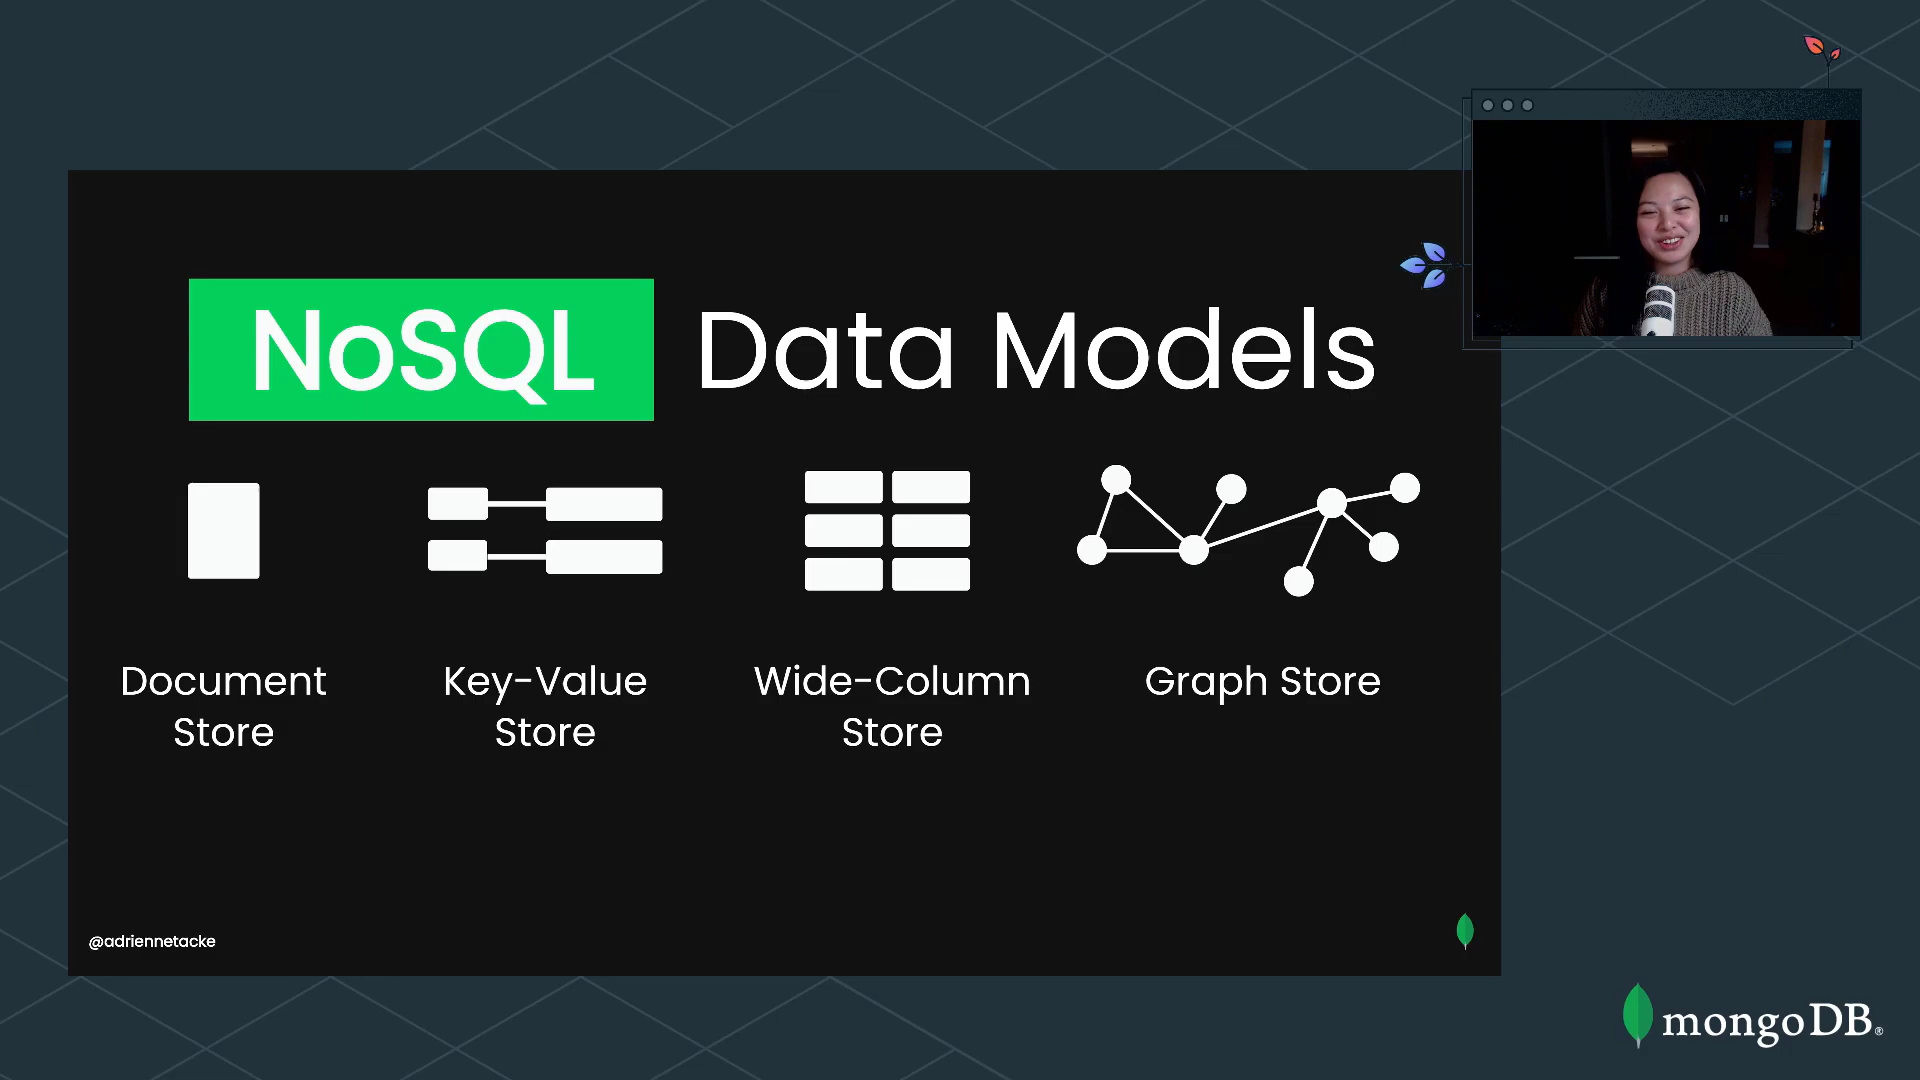 NoSQL Data Models
Document
Store
Key-Value
Store
Wide-Column
Store
Graph Store
@adriennetacke
mongoDB®